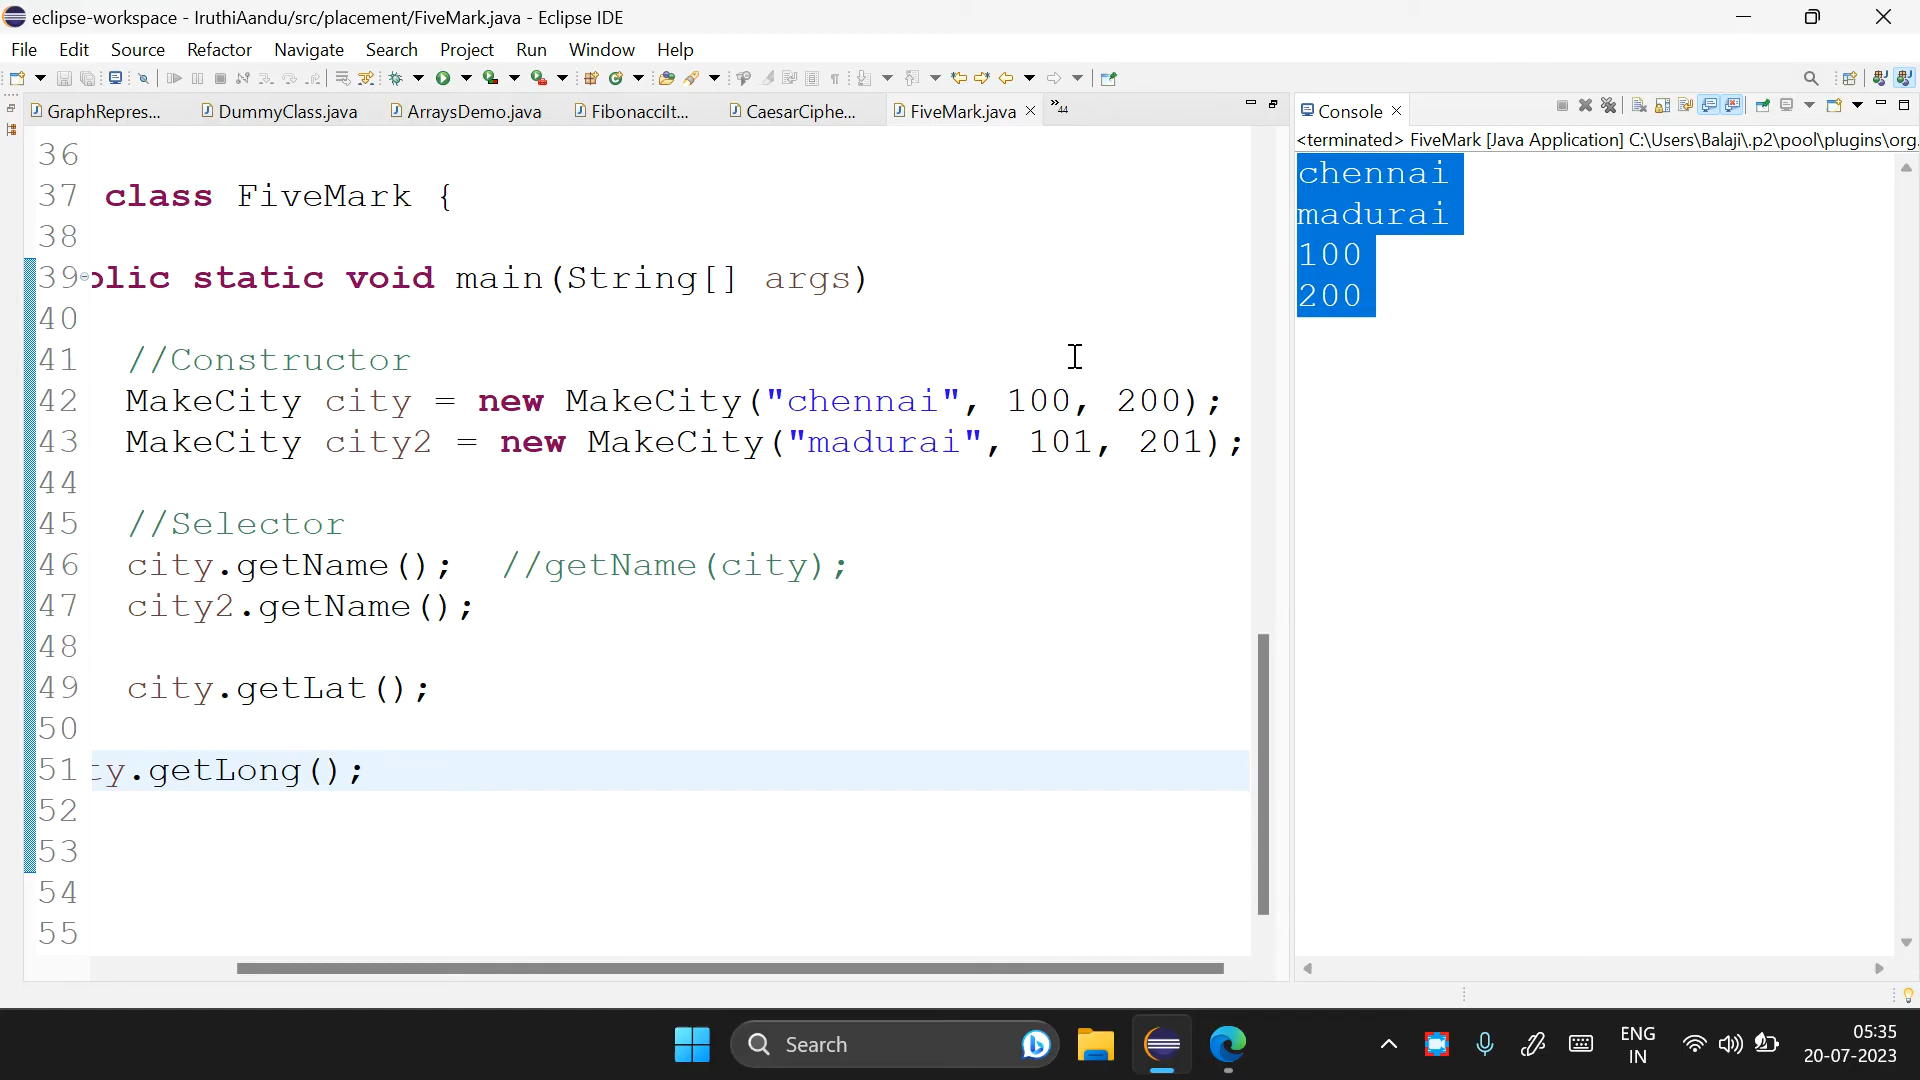 eclipse-workspace - IruthiAandu/src/placement/FiveMark.java - Eclipse IDE
File Edit Source Refactor Navigate Search Project Run Window Help
GraphRepres... DummyClass.java ArraysDemo.java FibonacciIt... CaesarCiphe... FiveMark.java 44
36
37 class FiveMark {
38
39 blic static void main(String[] args)
40
41 //Constructor
42 MakeCity city = new MakeCity("chennai", 100, 200);
43 MakeCity city2 = new MakeCity("madurai", 101, 201);
44
45 //Selector
46 city.getName(); //getName(city);
47 city2.getName();
48
49 city.getLat();
50
51 ty.getLong();
52
53
54
55
Console
<terminated> FiveMark [Java Application] C:\Users\Balaji\.p2\pool\plugins\org.
chennai
madurai
100
200
Search
ENG
IN
05:35
20-07-2023